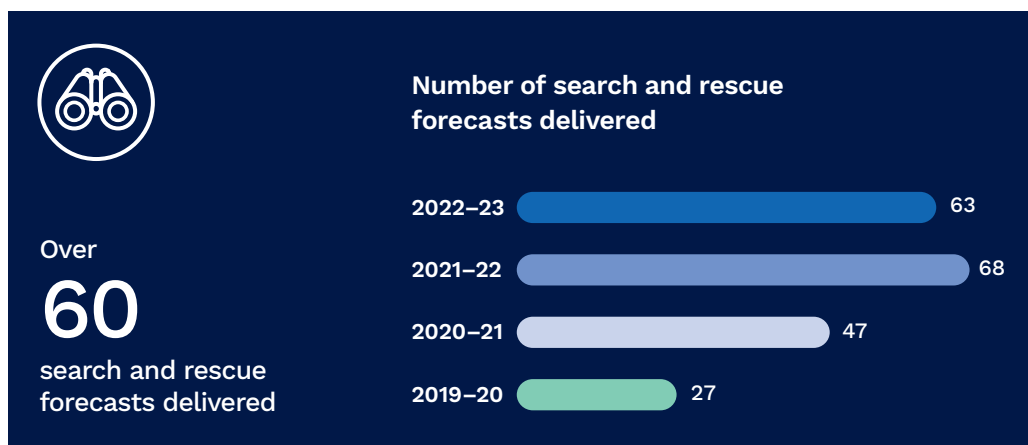 Over
60
search and rescue
forecasts delivered
Number of search and rescue
forecasts delivered
2022–23 63
2021–22 68
2020–21 47
2019–20 27